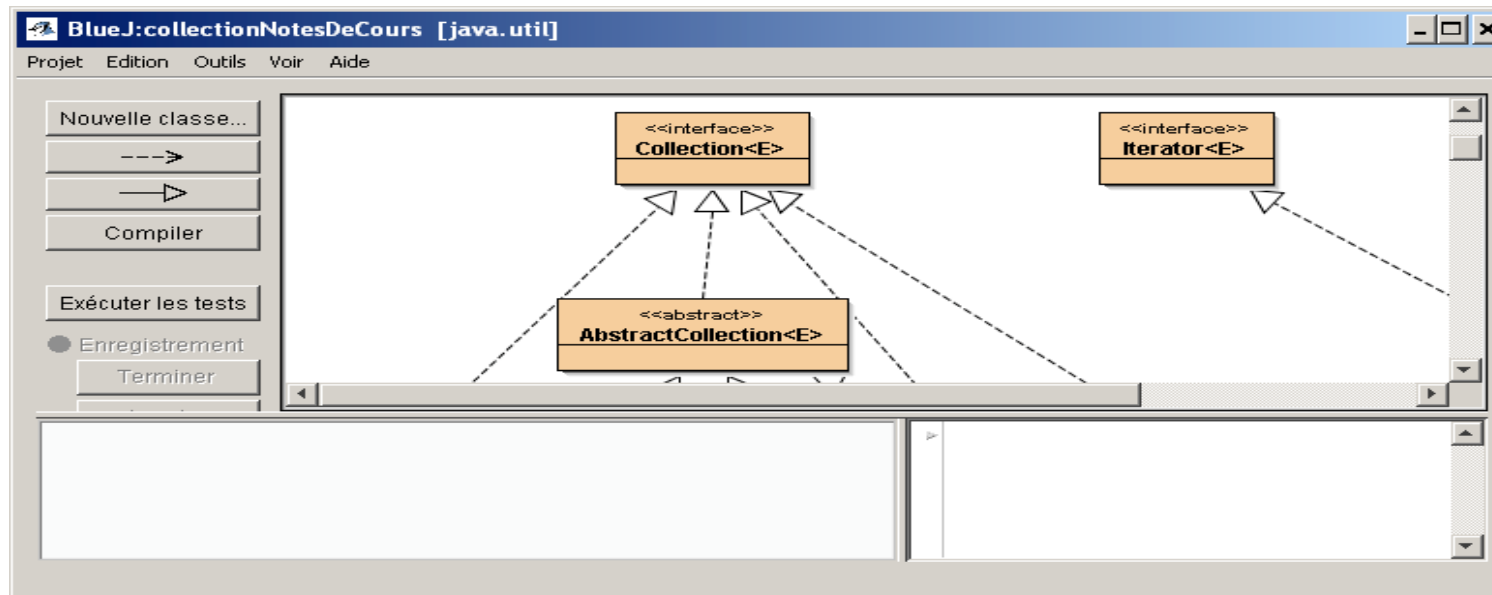 BlueJ:collectionNotesDeCours [java.util]
Projet Edition Outils Voir Aide
Nouvelle classe...
Compiler
Exécuter les tests
Enregistrement
Terminer
<<interface>>
Collection<E>
<<interface>>
Iterator<E>
<<abstract>>
AbstractCollection<E>